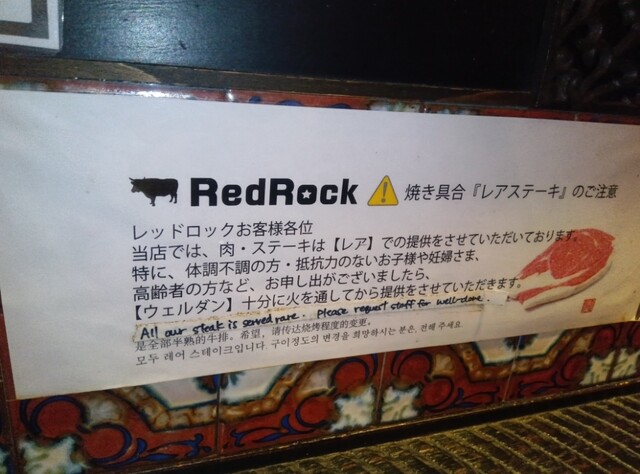 RedRock 焼き具合『レアステーキ』のご注意
レッドロックお客様各位
当店では、肉・ステーキは【レア】での提供をさせていただいております。
特に、体調不調の方・抵抗力のないお子様や妊婦さま、
高齢者の方など、お申し出がございましたら、
【ウェルダン】十分に火を通してから提供をさせていただきます。
All our steak is served rare. Please request staff for well-done.
是全部半熟的牛排。希望，请传达烧烤程度的变更。
모두 레어 스테이크입니다. 구이정도의 변경을 희망하시는 분은, 전해 주세요.